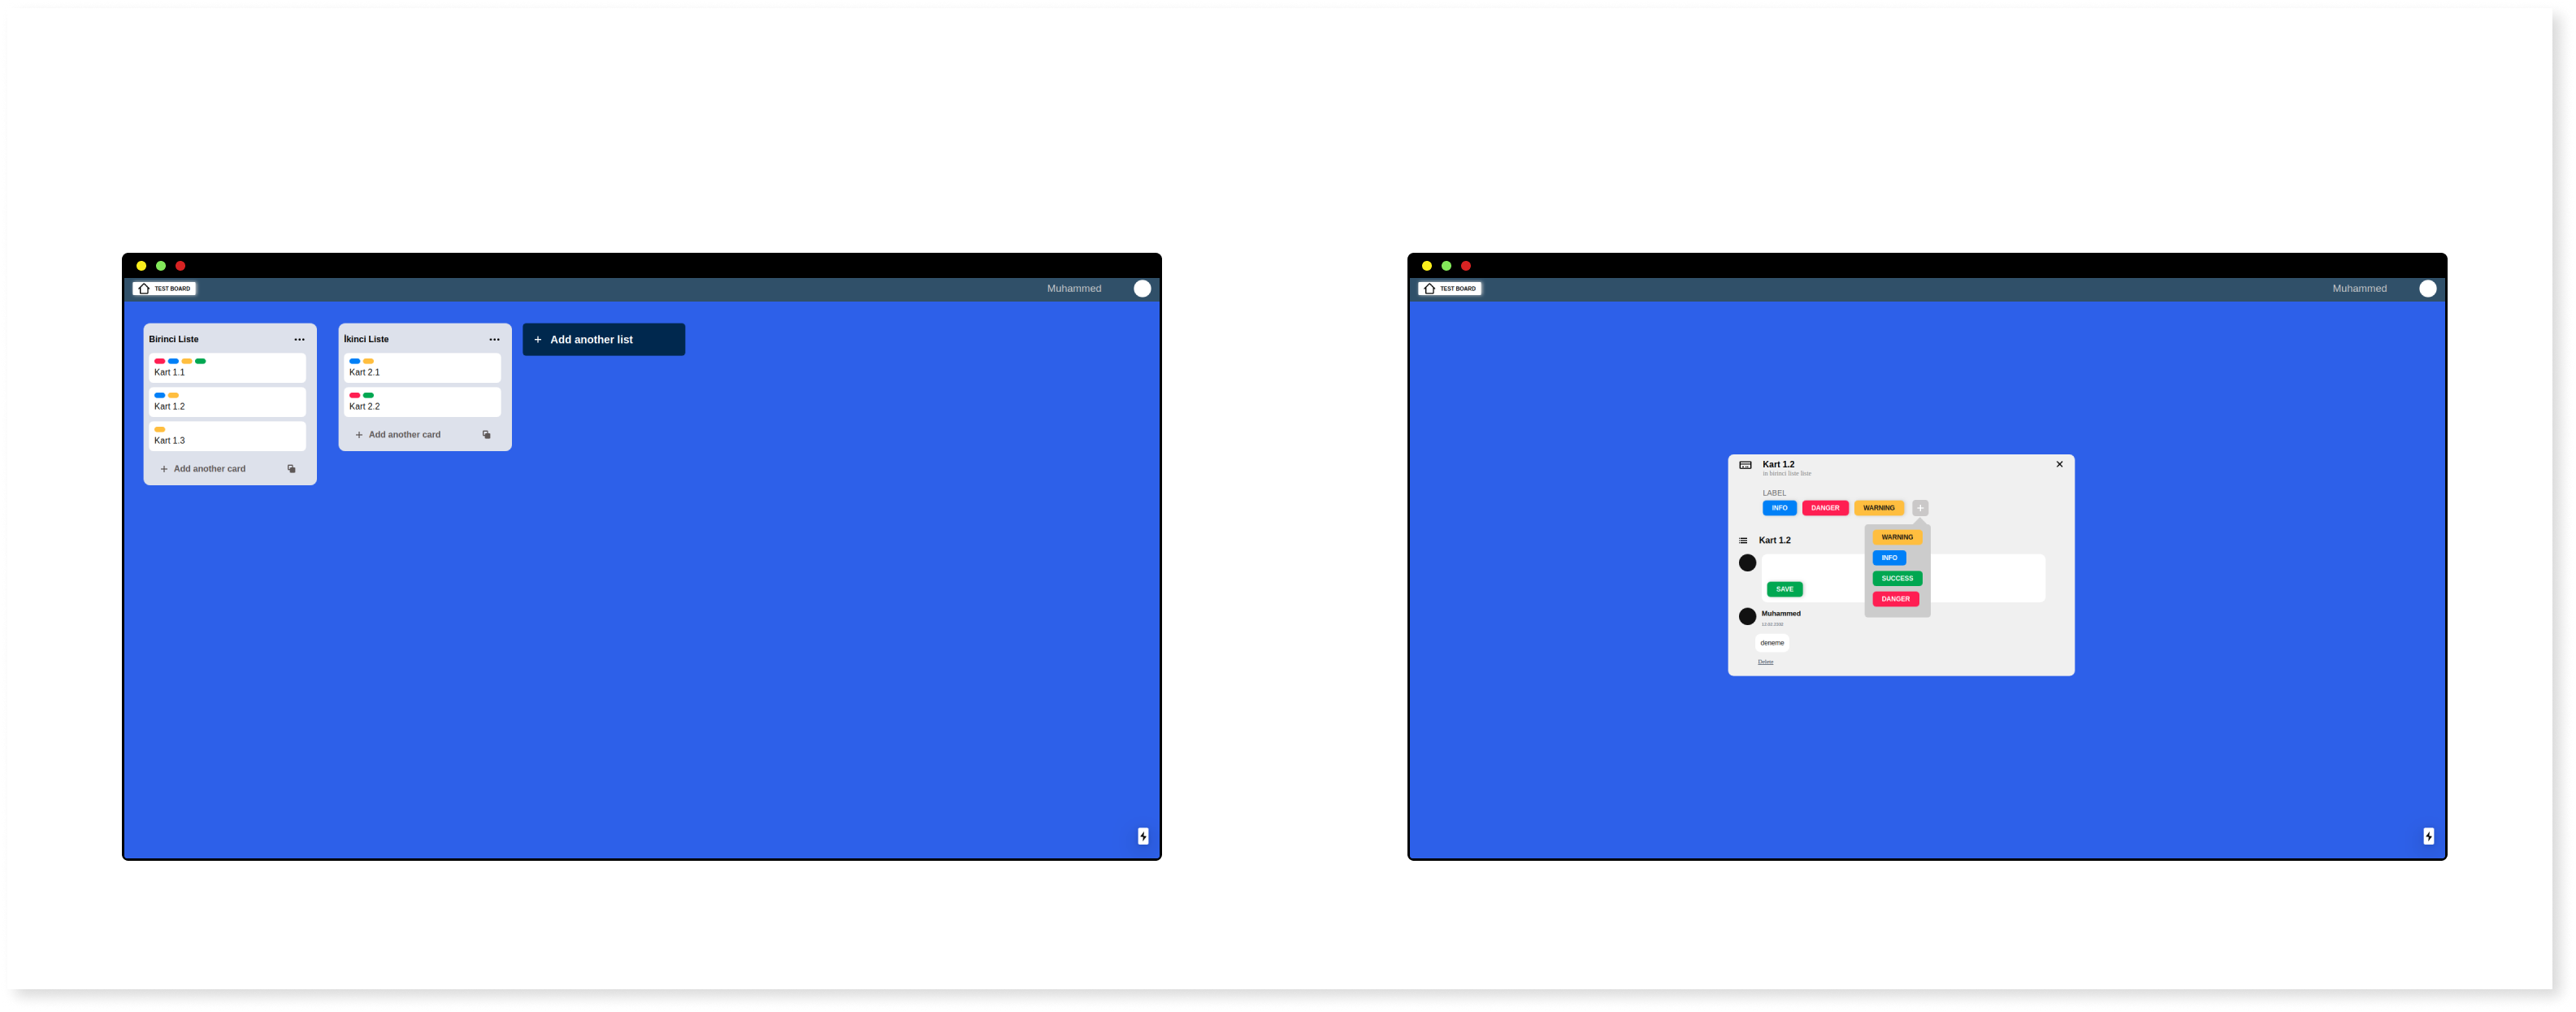 TEST BOARD
Muhammed
Birinci Liste
Kart 1.1
Kart 1.2
Kart 1.3
+ Add another card
İkinci Liste
Kart 2.1
Kart 2.2
+ Add another card
+ Add another list
TEST BOARD
Muhammed
Kart 1.2
in birinci liste liste
LABEL
INFO DANGER WARNING +
WARNING
INFO
SUCCESS
DANGER
Kart 1.2
SAVE
Muhammed
deneme
Delete